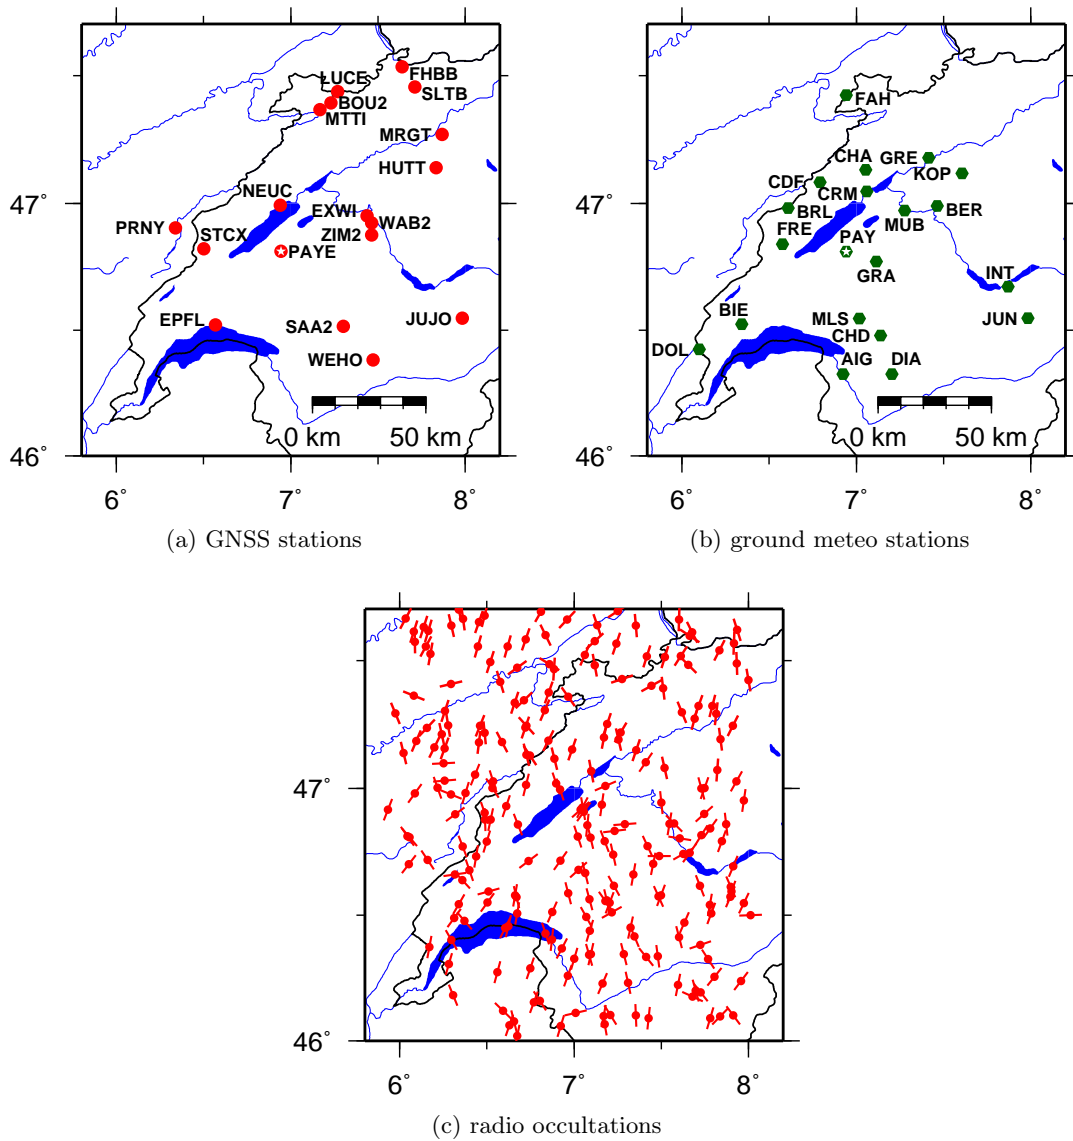 LUCE
FHBB
SLTB
BOU2
MTTI
MRGT
HUTT
NEUC
EXWI
WAB2
PRNY
STCX
ZIM2
PAYE
EPFL
SAA2
JUJO
WEHO
0 km 50 km
47°
46°
6° 7° 8°
(a) GNSS stations
FAH
CHA
GRE
KOP
CDF
CRM
BRL
MUB
BER
FRE
PAY
GRA
INT
BIE
MLS
JUN
CHD
DOL
AIG
DIA
0 km 50 km
46°
6° 7° 8°
(b) ground meteo stations
47°
46°
6° 7° 8°
(c) radio occultations